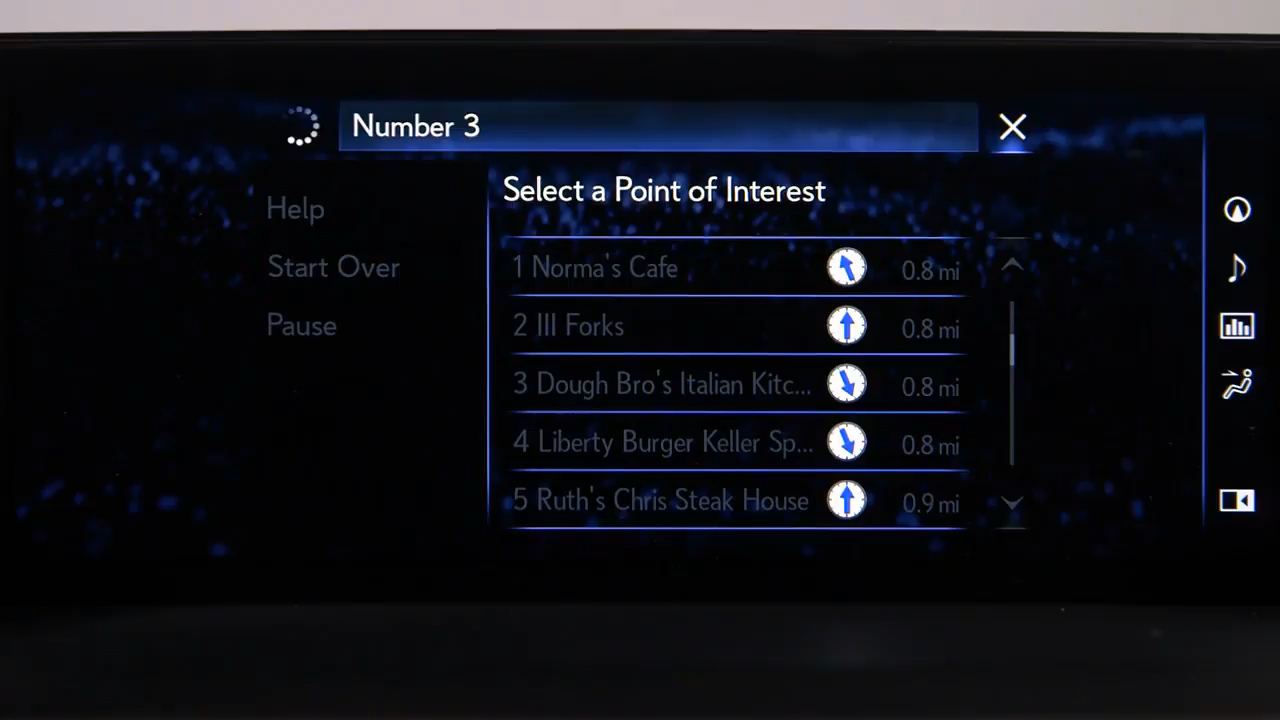 Number 3
Select a Point of Interest
Help
Start Over
Pause
1 Norma's Cafe 0.8 mi
2 III Forks 0.8 mi
3 Dough Bro's Italian Kitc... 0.8 mi
4 Liberty Burger Keller Sp... 0.8 mi
5 Ruth's Chris Steak House 0.9 mi